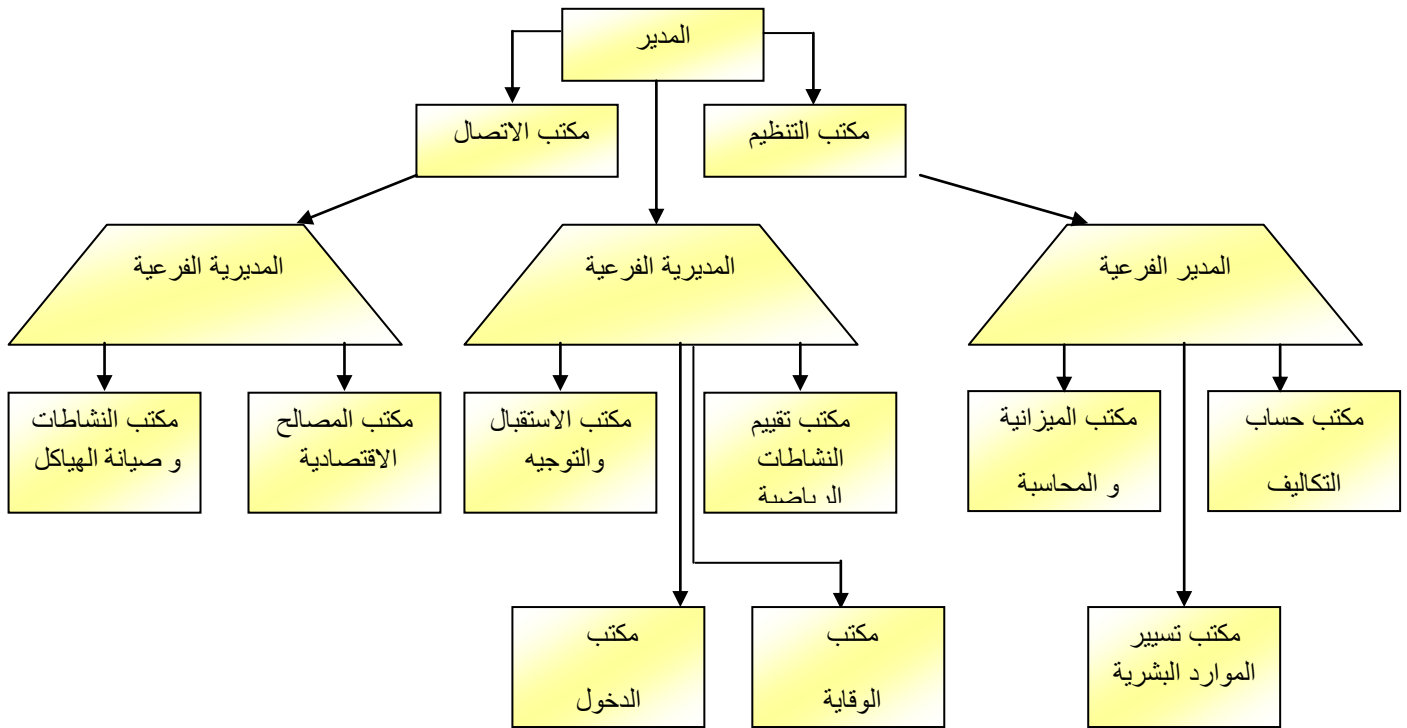 المدير
مكتب التنظيم
مكتب الاتصال
المدير الفرعية
المديرية الفرعية
المديرية الفرعية
مكتب حساب
التكاليف
مكتب الميزانية
و المحاسبة
مكتب تقييم
النشاطات
الرياضية
مكتب الاستقبال
والتوجيه
مكتب المصالح
الاقتصادية
مكتب النشاطات
و صيانة الهياكل
مكتب تسيير
الموارد البشرية
مكتب
الوقاية
مكتب
الدخول